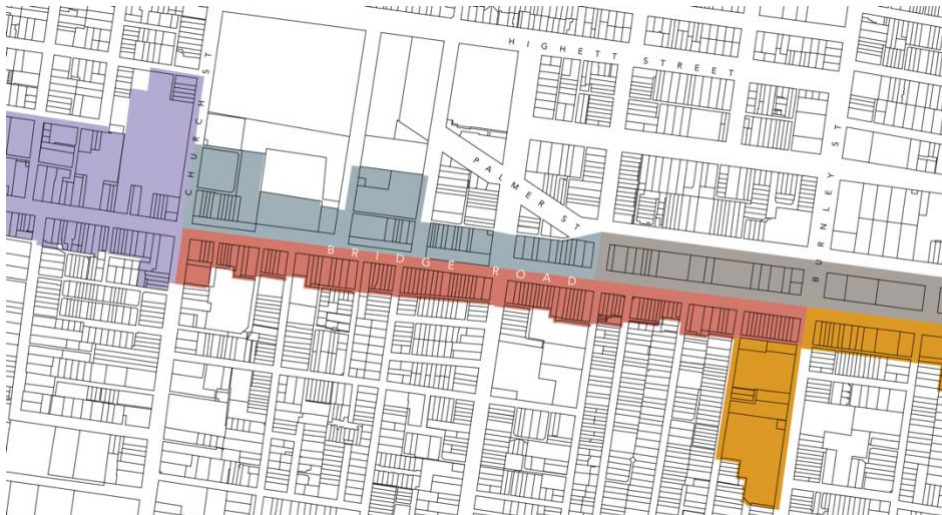 HIGHETT STREET
CHURCH ST
PALMER ST
BURNLEY ST
BRIDGE ROAD